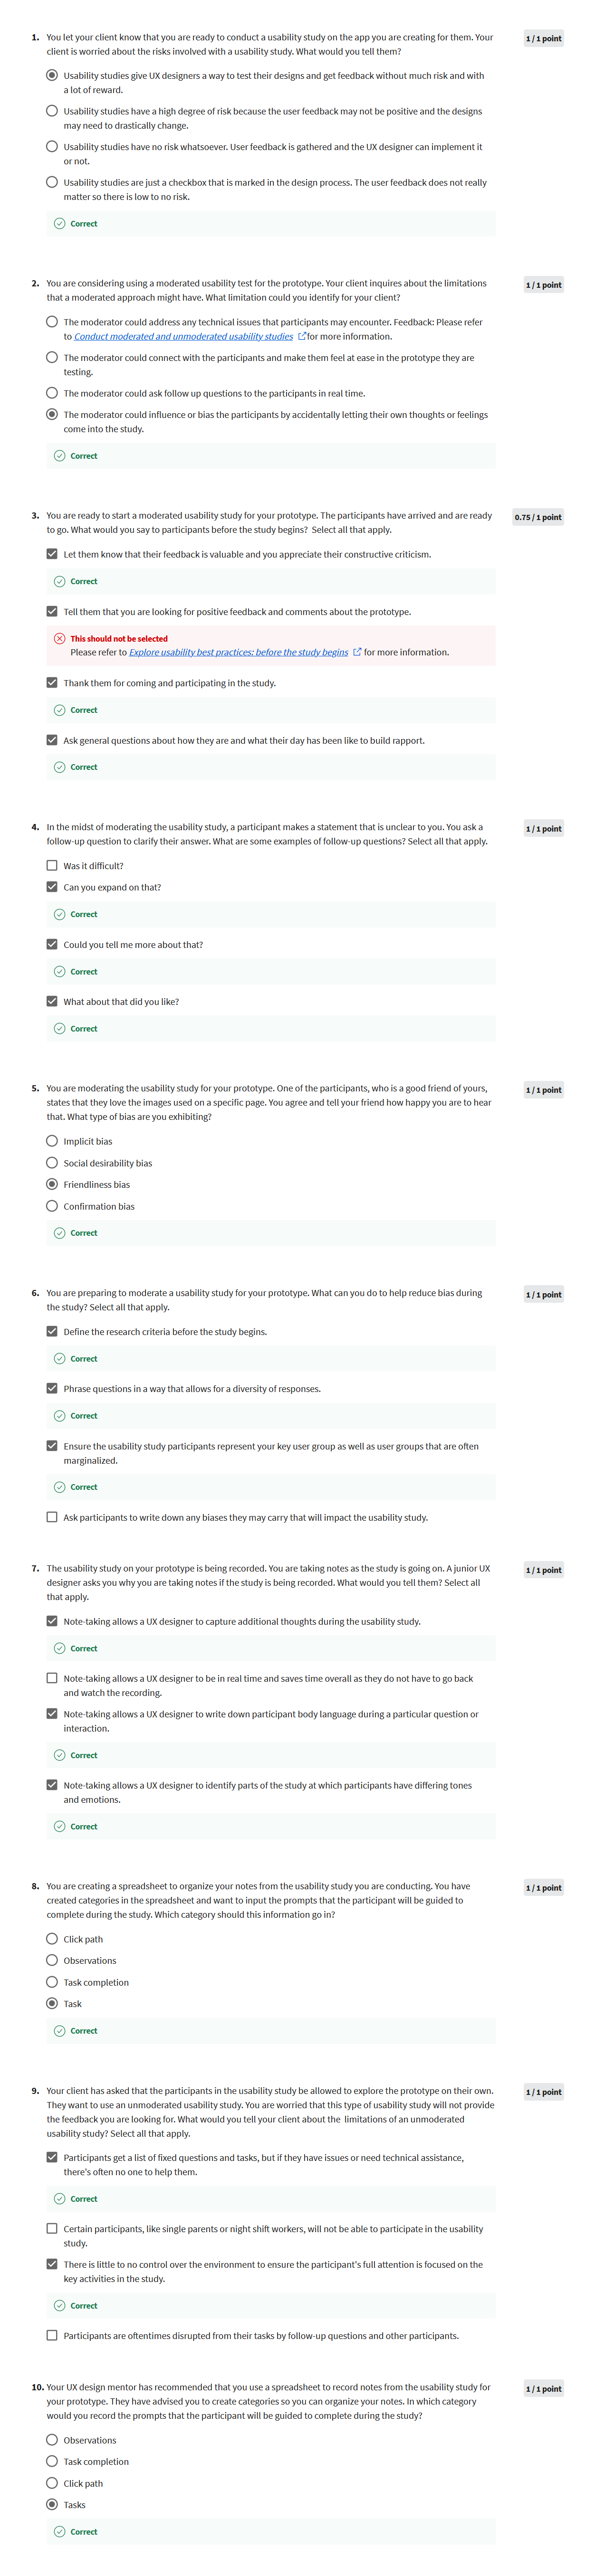 1. You let your client know that you are ready to conduct a usability study on the app you are creating for them. Your
client is worried about the risks involved with a usability study. What would you tell them?
1 / 1 point
Usability studies give UX designers a way to test their designs and get feedback without much risk and with
a lot of reward.
Usability studies have a high degree of risk because the user feedback may not be positive and the designs
may need to drastically change.
Usability studies have no risk whatsoever. User feedback is gathered and the UX designer can implement it
or not.
Usability studies are just a checkbox that is marked in the design process. The user feedback does not really
matter so there is low to no risk.
Correct
2. You are considering using a moderated usability test for the prototype. Your client inquires about the limitations
that a moderated approach might have. What limitation could you identify for your client?
1 / 1 point
The moderator could address any technical issues that participants may encounter. Feedback: Please refer
to Conduct moderated and unmoderated usability studies for more information.
The moderator could connect with the participants and make them feel at ease in the prototype they are
testing.
The moderator could ask follow up questions to the participants in real time.
The moderator could influence or bias the participants by accidentally letting their own thoughts or feelings
come into the study.
Correct
3. You are ready to start a moderated usability study for your prototype. The participants have arrived and are ready
to go. What would you say to participants before the study begins? Select all that apply.
0.75 / 1 point
Let them know that their feedback is valuable and you appreciate their constructive criticism.
Correct
Tell them that you are looking for positive feedback and comments about the prototype.
This should not be selected
Please refer to Explore usability best practices: before the study begins for more information.
Thank them for coming and participating in the study.
Correct
Ask general questions about how they are and what their day has been like to build rapport.
Correct
4. In the midst of moderating the usability study, a participant makes a statement that is unclear to you. You ask a
follow-up question to clarify their answer. What are some examples of follow-up questions? Select all that apply.
1 / 1 point
Was it difficult?
Can you expand on that?
Correct
Could you tell me more about that?
Correct
What about that did you like?
Correct
5. You are moderating the usability study for your prototype. One of the participants, who is a good friend of yours,
states that they love the images used on a specific page. You agree and tell your friend how happy you are to hear
that. What type of bias are you exhibiting?
1 / 1 point
Implicit bias
Social desirability bias
Friendliness bias
Confirmation bias
Correct
6. You are preparing to moderate a usability study for your prototype. What can you do to help reduce bias during
the study? Select all that apply.
1 / 1 point
Define the research criteria before the study begins.
Correct
Phrase questions in a way that allows for a diversity of responses.
Correct
Ensure the usability study participants represent your key user group as well as user groups that are often
marginalized.
Correct
Ask participants to write down any biases they may carry that will impact the usability study.
7. The usability study on your prototype is being recorded. You are taking notes as the study is going on. A junior UX
designer asks you why you are taking notes if the study is being recorded. What would you tell them? Select all
that apply.
1 / 1 point
Note-taking allows a UX designer to capture additional thoughts during the usability study.
Correct
Note-taking allows a UX designer to be in real time and saves time overall as they do not have to go back
and watch the recording.
Note-taking allows a UX designer to write down participant body language during a particular question or
interaction.
Correct
Note-taking allows a UX designer to identify parts of the study at which participants have differing tones
and emotions.
Correct
8. You are creating a spreadsheet to organize your notes from the usability study you are conducting. You have
created categories in the spreadsheet and want to input the prompts that the participant will be guided to
complete during the study. Which category should this information go in?
1 / 1 point
Click path
Observations
Task completion
Task
Correct
9. Your client has asked that the participants in the usability study be allowed to explore the prototype on their own.
They want to use an unmoderated usability study. You are worried that this type of usability study will not provide
the feedback you are looking for. What would you tell your client about the limitations of an unmoderated
usability study? Select all that apply.
1 / 1 point
Participants get a list of fixed questions and tasks, but if they have issues or need technical assistance,
there's often no one to help them.
Correct
Certain participants, like single parents or night shift workers, will not be able to participate in the usability
study.
There is little to no control over the environment to ensure the participant's full attention is focused on the
key activities in the study.
Correct
Participants are oftentimes disrupted from their tasks by follow-up questions and other participants.
10. Your UX design mentor has recommended that you use a spreadsheet to record notes from the usability study for
your prototype. They have advised you to create categories so you can organize your notes. In which category
would you record the prompts that the participant will be guided to complete during the study?
1 / 1 point
Observations
Task completion
Click path
Tasks
Correct